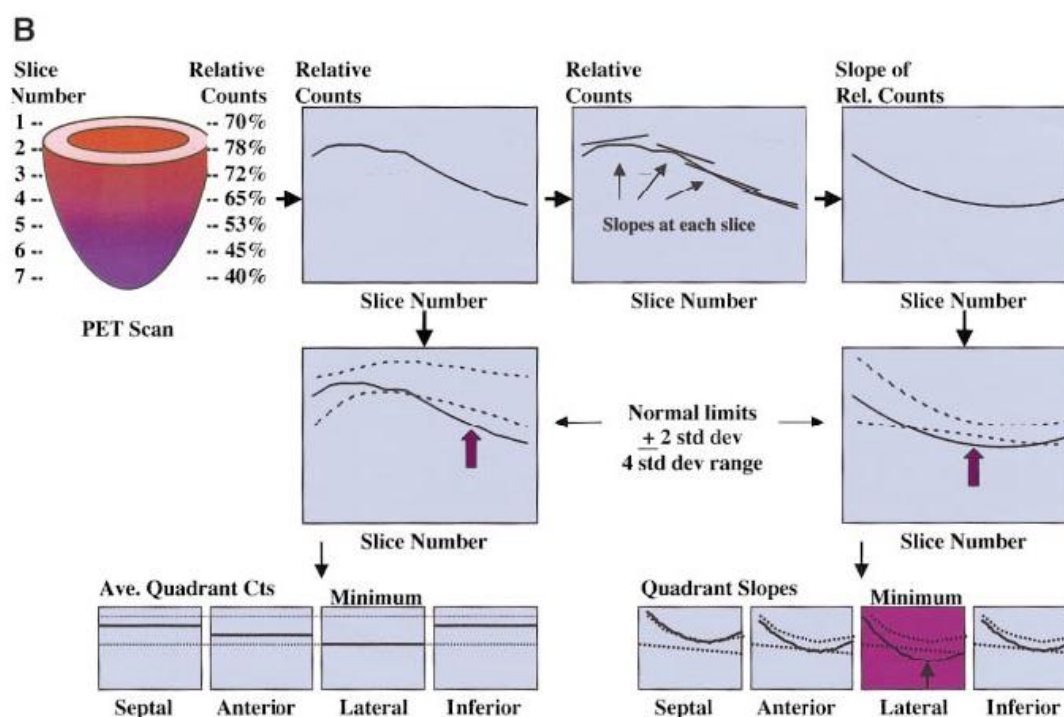 B
Slice Number
Relative Counts
1 --
-- 70%
2 --
-- 78%
3 --
-- 72%
4 --
-- 65%
5 --
-- 53%
6 --
-- 45%
7 --
-- 40%
PET Scan
Relative Counts
Slice Number
Relative Counts
Slopes at each slice
Slice Number
Slope of Rel. Counts
Slice Number
Slice Number
Normal limits
+ 2 std dev
4 std dev range
Slice Number
Ave. Quadrant Cts
Minimum
Septal
Anterior
Lateral
Inferior
Quadrant Slopes
Minimum
Septal
Anterior
Lateral
Inferior